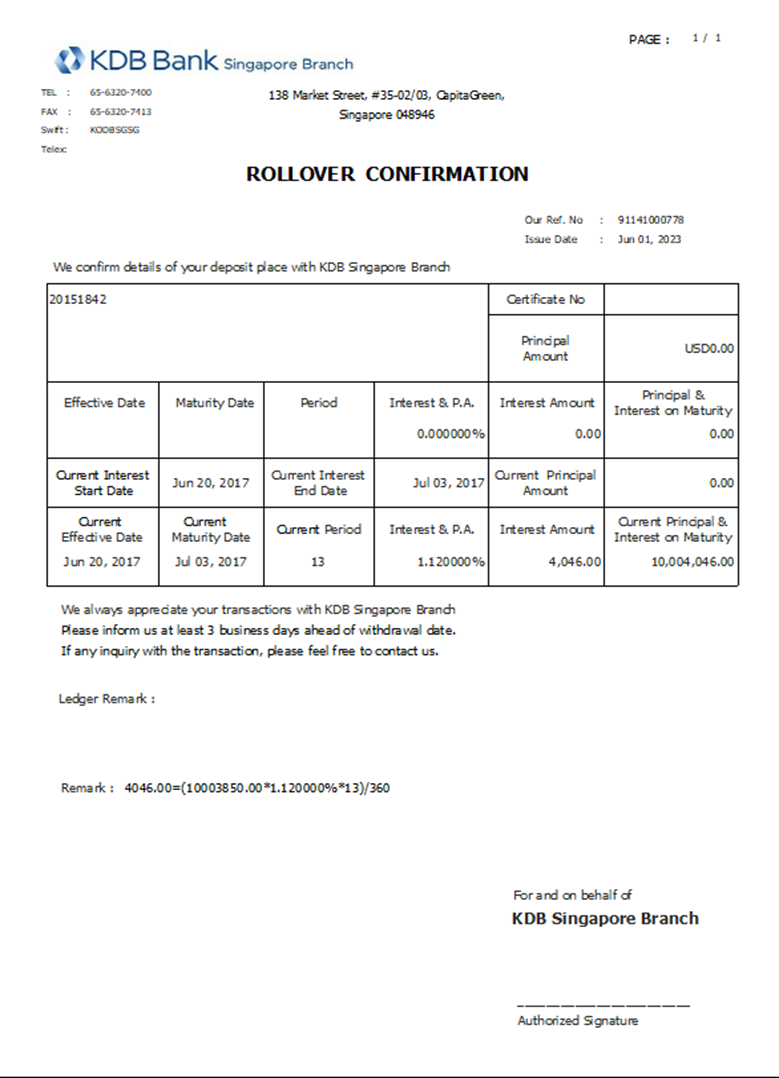 PAGE : 1 / 1
KDB Bank Singapore Branch
TEL : 65-6320-7400
FAX : 65-6320-7413
Swift : KODBSGSG
Telex:
138 Market Street, #35-02/03, CapitaGreen,
Singapore 048946
ROLLOVER CONFIRMATION
Our Ref. No : 91141000778
Issue Date : Jun 01, 2023
We confirm details of your deposit place with KDB Singapore Branch
20151842
Certificate No
Principal
Amount
USD0.00
Effective Date
Maturity Date
Period
Interest & P.A.
0.000000%
Interest Amount
0.00
Principal &
Interest on Maturity
0.00
Current Interest
Start Date
Jun 20, 2017
Current Interest
End Date
Jul 03, 2017
Current Principal
Amount
0.00
Current
Effective Date
Jun 20, 2017
Current
Maturity Date
Jul 03, 2017
Current Period
13
Interest & P.A.
1.120000%
Interest Amount
4,046.00
Current Principal &
Interest on Maturity
10,004,046.00
We always appreciate your transactions with KDB Singapore Branch
Please inform us at least 3 business days ahead of withdrawal date.
If any inquiry with the transaction, please feel free to contact us.
Ledger Remark :
Remark : 4046.00=(10003850.00*1.120000%*13)/360
For and on behalf of
KDB Singapore Branch
Authorized Signature